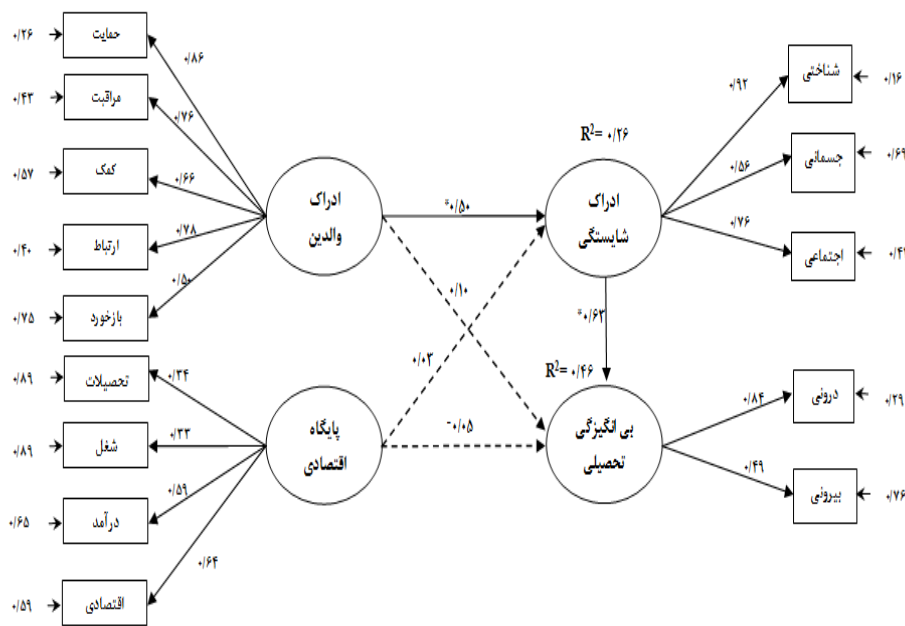 ۰/۲۶
حمایت
۰/۸۶
۰/۴۳
مراقبت
۰/۷۶
۰/۵۷
کمک
۰/۶۶
۰/۴۰
ارتباط
۰/۷۸
۰/۷۵
بازخورد
۰/۵۰
ادراک
والدین
۰/۸۹
تحصیلات
۰/۳۴
۰/۸۹
شغل
۰/۳۳
۰/۶۵
درآمد
۰/۵۹
۰/۵۹
اقتصادی
۰/۶۴
پایگاه
اقتصادی
*۰/۵۰
۰/۱۰
۰/۰۳
-۰/۰۵
R²= ۰/۲۶
ادراک
شایستگی
*۰/۶۳
R²= ۰/۴۶
بی انگیزگی
تحصیلی
۰/۹۲
شناختی
۰/۱۶
۰/۵۶
جسمانی
۰/۶۹
۰/۷۶
اجتماعی
۰/۸۴
درونی
۰/۲۹
۰/۴۹
بیرونی
۰/۷۶